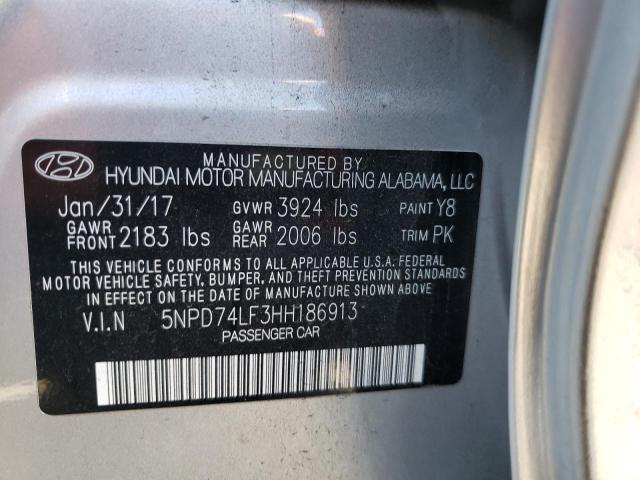 MANUFACTURED BY
HYUNDAI MOTOR MANUFACTURING ALABAMA, LLC
Jan/31/17 GVWR 3924 lbs PAINT Y8
GAWR FRONT 2183 lbs GAWR REAR 2006 lbs TRIM PK
THIS VEHICLE CONFORMS TO ALL APPLICABLE U.S.A. FEDERAL
MOTOR VEHICLE SAFETY, BUMPER, AND THEFT PREVENTION STANDARDS
IN EFFECT ON THE DATE OF MANUFACTURE SHOWN ABOVE.
V.I.N 5NPD74LF3HH186913
PASSENGER CAR